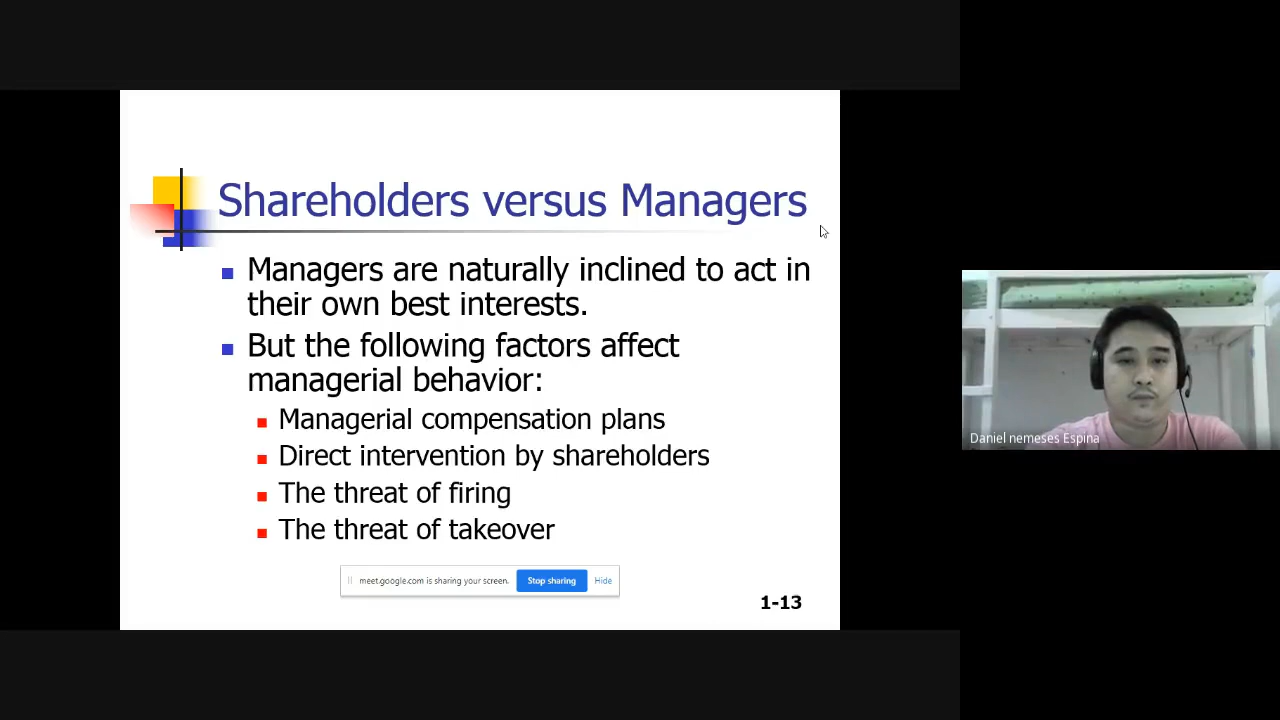 Shareholders versus Managers
Managers are naturally inclined to act in
their own best interests.
But the following factors affect
managerial behavior:
Managerial compensation plans
Direct intervention by shareholders
The threat of firing
The threat of takeover
meet.google.com is sharing your screen. Stop sharing Hide
1-13
Daniel nemeses Espina